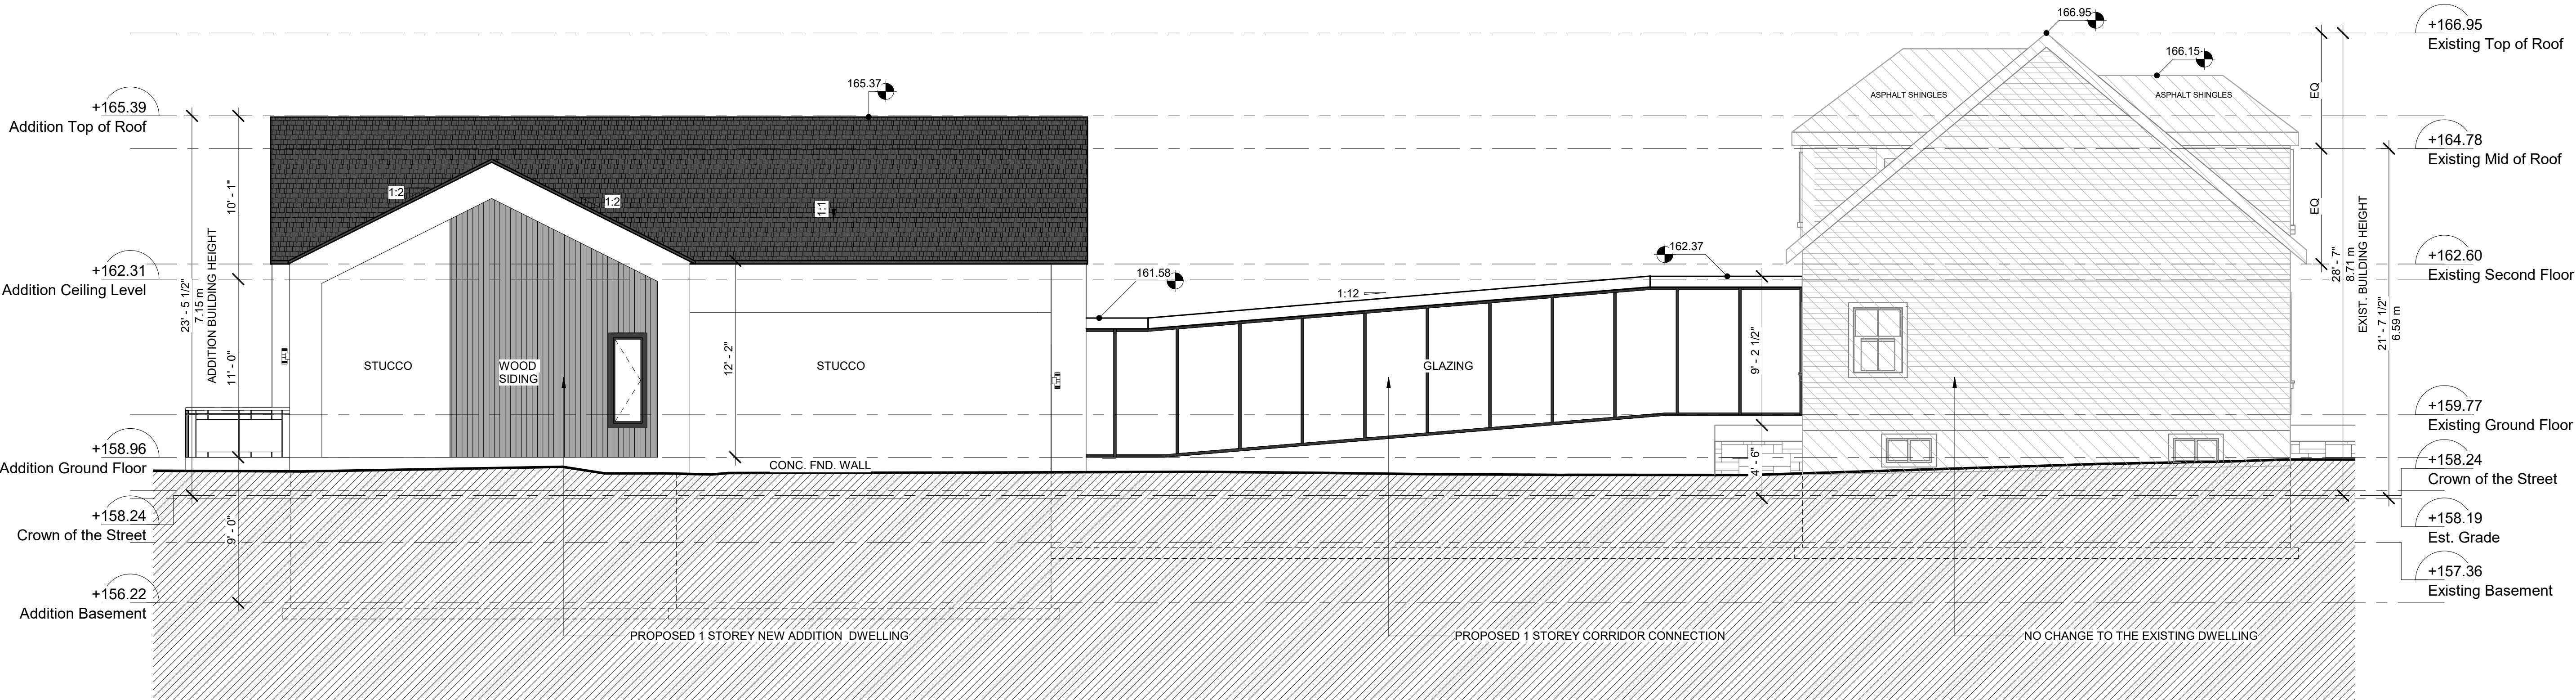 166.95
+166.95
Existing Top of Roof
166.15
ASPHALT SHINGLES
ASPHALT SHINGLES
EQ
165.37
+165.39
Addition Top of Roof
+164.78
Existing Mid of Roof
10' - 1"
1:2
1:2
1:1
EQ
162.37
+162.60
Existing Second Floor
+162.31
Addition Ceiling Level
161.58
1:12
23' - 5 1/2"
7.15 m
ADDITION BUILDING HEIGHT
11' - 0"
STUCCO
WOOD
SIDING
12' - 2"
STUCCO
GLAZING
9' - 2 1/2"
28' - 7"
8.71 m
EXIST. BUILDING HEIGHT
21' - 7 1/2"
6.59 m
+159.77
Existing Ground Floor
+158.96
Addition Ground Floor
CONC. FND. WALL
4' - 6"
+158.24
Crown of the Street
+158.24
Crown of the Street
9' - 0"
+158.19
Est. Grade
+157.36
Existing Basement
+156.22
Addition Basement
PROPOSED 1 STOREY NEW ADDITION DWELLING
PROPOSED 1 STOREY CORRIDOR CONNECTION
NO CHANGE TO THE EXISTING DWELLING